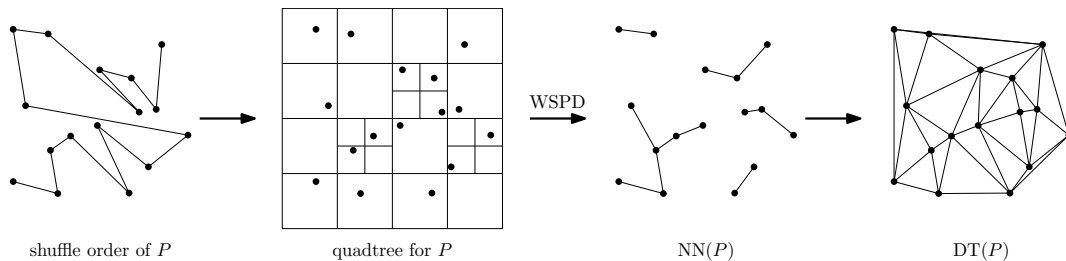 WSPD
shuffle order of P
quadtree for P
NN(P)
DT(P)